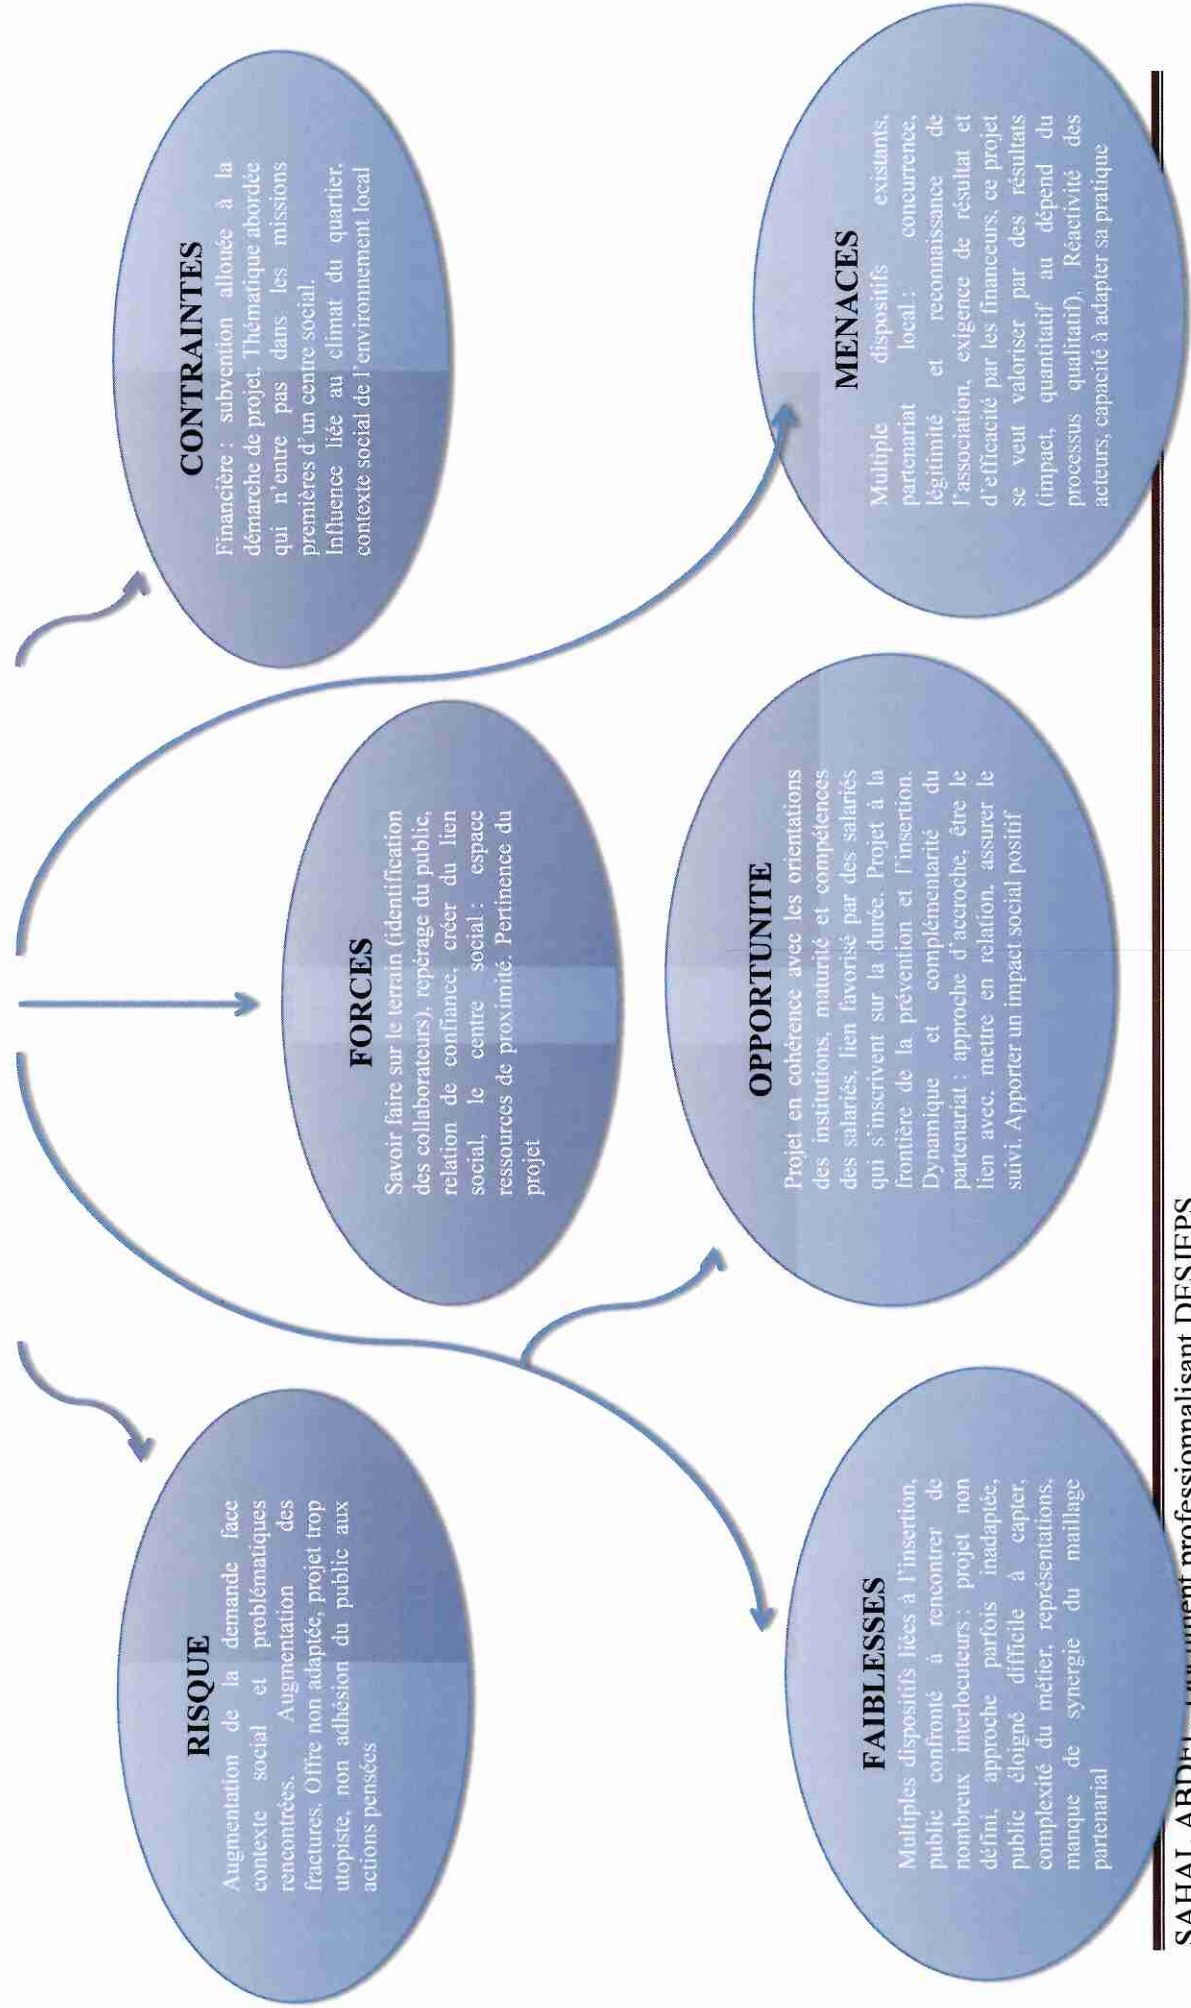 RISQUE
Augmentation de la demande face
contexte social et problématiques
rencontrées. Augmentation des
fractures. Offre non adaptée, projet trop
utopiste, non adhésion du public aux
actions pensées
FORCES
Savoir faire sur le terrain (identification
des collaborateurs), repérage du public,
relation de confiance, créer du lien
social, le centre social : espace
ressources de proximité. Pertinence du
projet
CONTRAINTES
Financière : subvention allouée à la
démarche de projet. Thématique abordée
qui n'entre pas dans les missions
premières d'un centre social.
Influence liée au climat du quartier,
contexte social de l'environnement local
FAIBLESSES
Multiples dispositifs liées à l'insertion,
public confronté à rencontrer de
nombreux interlocuteurs ; projet non
défini, approche parfois inadaptée,
public éloigné difficile à capter,
complexité du métier, représentations,
manque de synergie du maillage
partenarial
OPPORTUNITE
Projet en cohérence avec les orientations
des institutions, maturité et compétences
des salariés, lien favorisé par des salariés
qui s'inscrivent sur la durée. Projet à la
frontière de la prévention et l'insertion.
Dynamique et complémentarité du
partenariat : approche d'accroche, être le
lien avec, mettre en relation, assurer le
suivi. Apporter un impact social positif
MENACES
Multiple dispositifs existants,
partenariat local : concurrence,
légitimité et reconnaissance de
l'association, exigence de résultat et
d'efficacité par les financeurs, ce projet
se veut valoriser par des résultats
(impact, quantitatif au dépend du
processus qualitatif), Réactivité des
acteurs, capacité à adapter sa pratique
SAHAL ABDEL professionnalisant DESJEPS